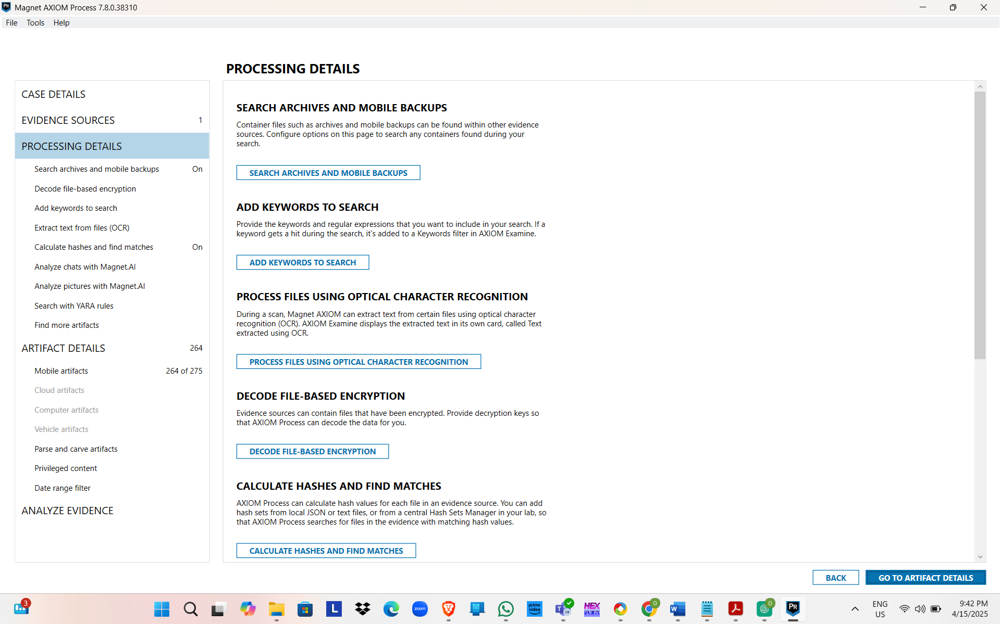 Magnet AXIOM Process 7.8.0.38310
File Tools Help
PROCESSING DETAILS
CASE DETAILS
EVIDENCE SOURCES 1
PROCESSING DETAILS
Search archives and mobile backups On
Decode file-based encryption
Add keywords to search
Extract text from files (OCR)
Calculate hashes and find matches On
Analyze chats with Magnet.AI
Analyze pictures with Magnet.AI
Search with YARA rules
Find more artifacts
ARTIFACT DETAILS 264
Mobile artifacts 264 of 275
Cloud artifacts
Computer artifacts
Vehicle artifacts
Parse and carve artifacts
Privileged content
Date range filter
ANALYZE EVIDENCE
SEARCH ARCHIVES AND MOBILE BACKUPS
Container files such as archives and mobile backups can be found within other evidence
sources. Configure options on this page to search any containers found during your
search.
SEARCH ARCHIVES AND MOBILE BACKUPS
ADD KEYWORDS TO SEARCH
Provide the keywords and regular expressions that you want to include in your search. If a
keyword gets a hit during the search, it's added to a Keywords filter in AXIOM Examine.
ADD KEYWORDS TO SEARCH
PROCESS FILES USING OPTICAL CHARACTER RECOGNITION
During a scan, Magnet AXIOM can extract text from certain files using optical character
recognition (OCR). AXIOM Examine displays the extracted text in its own card, called Text
extracted using OCR.
PROCESS FILES USING OPTICAL CHARACTER RECOGNITION
DECODE FILE-BASED ENCRYPTION
Evidence sources can contain files that have been encrypted. Provide decryption keys so
that AXIOM Process can decode the data for you.
DECODE FILE-BASED ENCRYPTION
CALCULATE HASHES AND FIND MATCHES
AXIOM Process can calculate hash values for each file in an evidence source. You can add
hash sets from local JSON or text files, or from a central Hash Sets Manager in your lab, so
that AXIOM Process searches for files in the evidence with matching hash values.
CALCULATE HASHES AND FIND MATCHES
BACK GO TO ARTIFACT DETAILS
3
L
zoom
prime video
HEX
W
PR
0
0
ENG
US
9:42 PM
4/15/2025